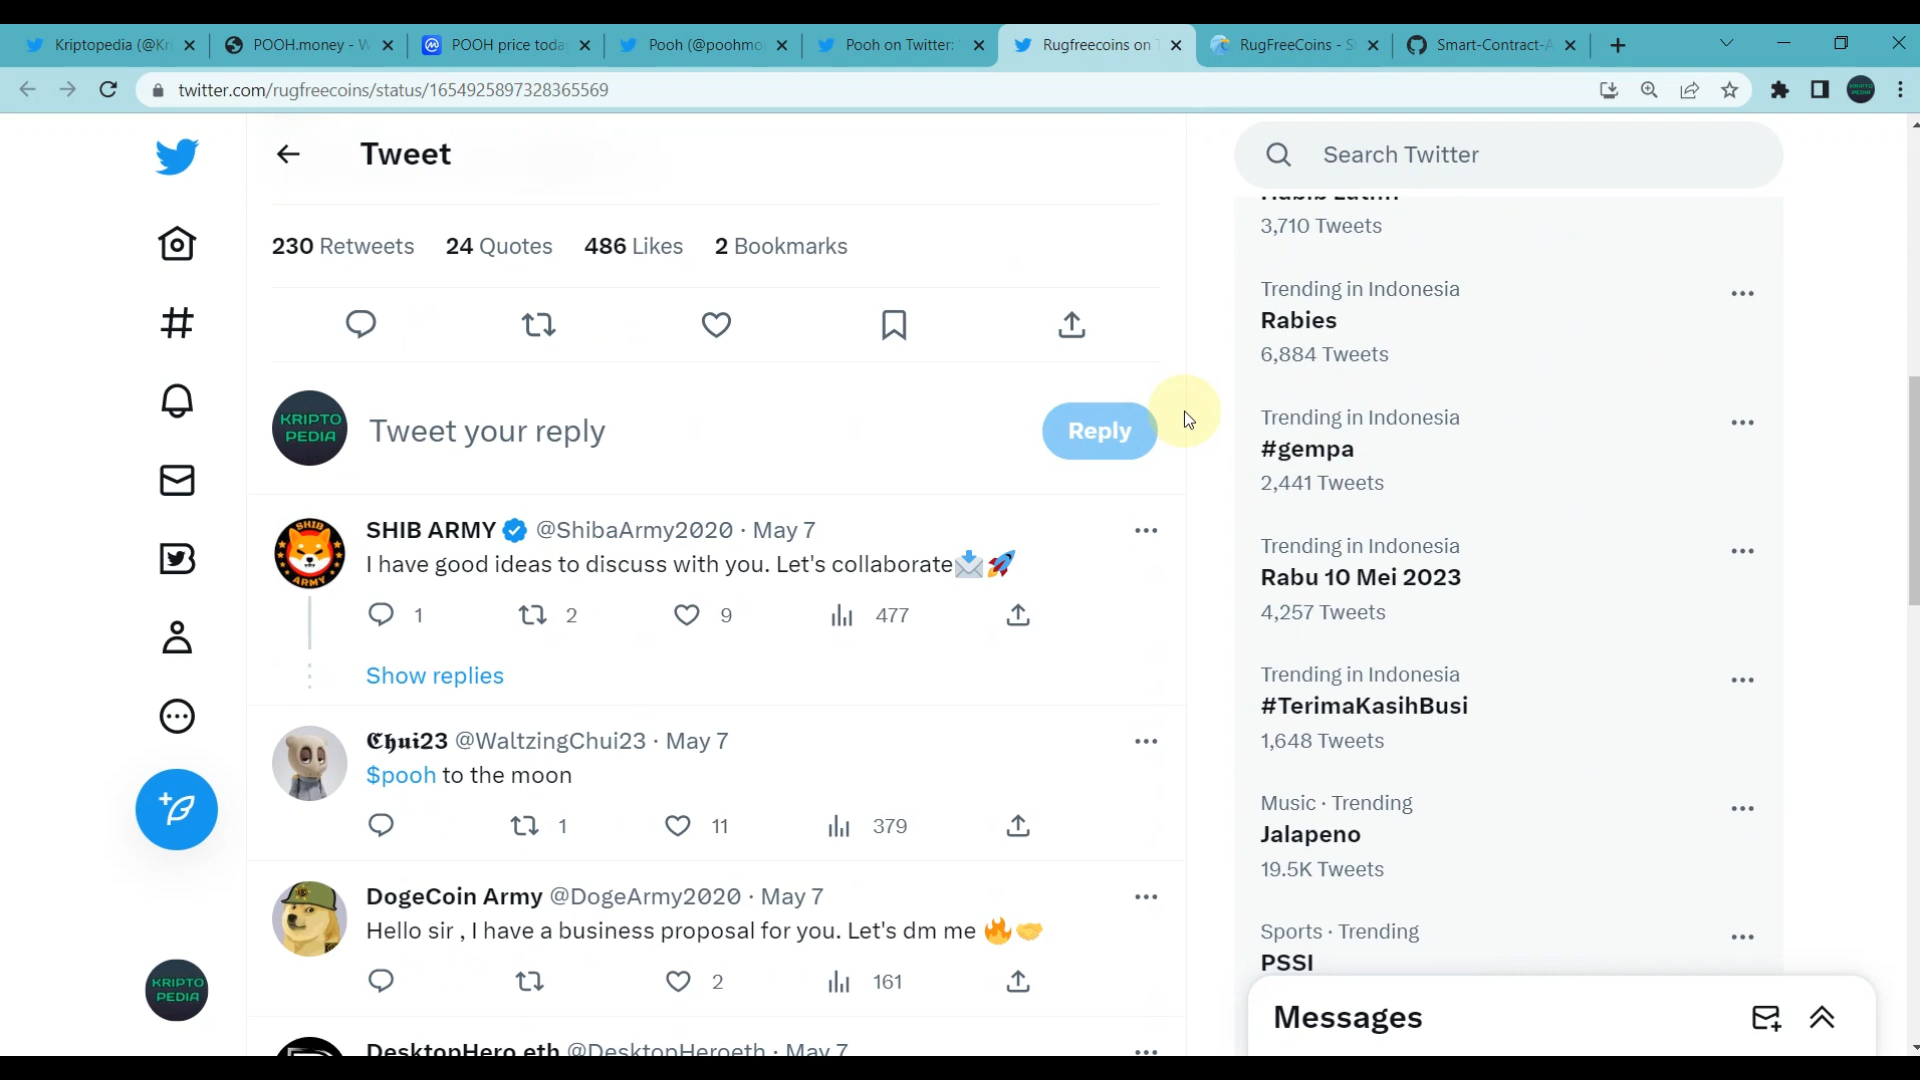 Kriptopedia (@Kr
POOH.money - W
POOH price toda
Pooh (@poohmo
Pooh on Twitter: 
Rugfreecoins on T
RugFreeCoins - S
Smart-Contract-A
twitter.com/rugfreecoins/status/1654925897328365569
Tweet
230 Retweets 24 Quotes 486 Likes 2 Bookmarks
KRIPTO
PEDIA
Tweet your reply
Reply
SHIB
ARMY
SHIB ARMY @ShibaArmy2020 · May 7
I have good ideas to discuss with you. Let's collaborate📩🚀
1 2 9 477
Show replies
𝕮𝖍𝖚𝖎23 @WaltzingChui23 · May 7
$pooh to the moon
1 11 379
DogeCoin Army @DogeArmy2020 · May 7
Hello sir , I have a business proposal for you. Let's dm me 🔥🤝
2 161
DesktopHero.eth @DesktopHeroeth · May 7
KRIPTO
PEDIA
Search Twitter
3,710 Tweets
Trending in Indonesia
Rabies
6,884 Tweets
Trending in Indonesia
#gempa
2,441 Tweets
Trending in Indonesia
Rabu 10 Mei 2023
4,257 Tweets
Trending in Indonesia
#TerimaKasihBusi
1,648 Tweets
Music · Trending
Jalapeno
19.5K Tweets
Sports · Trending
PSSI
Messages